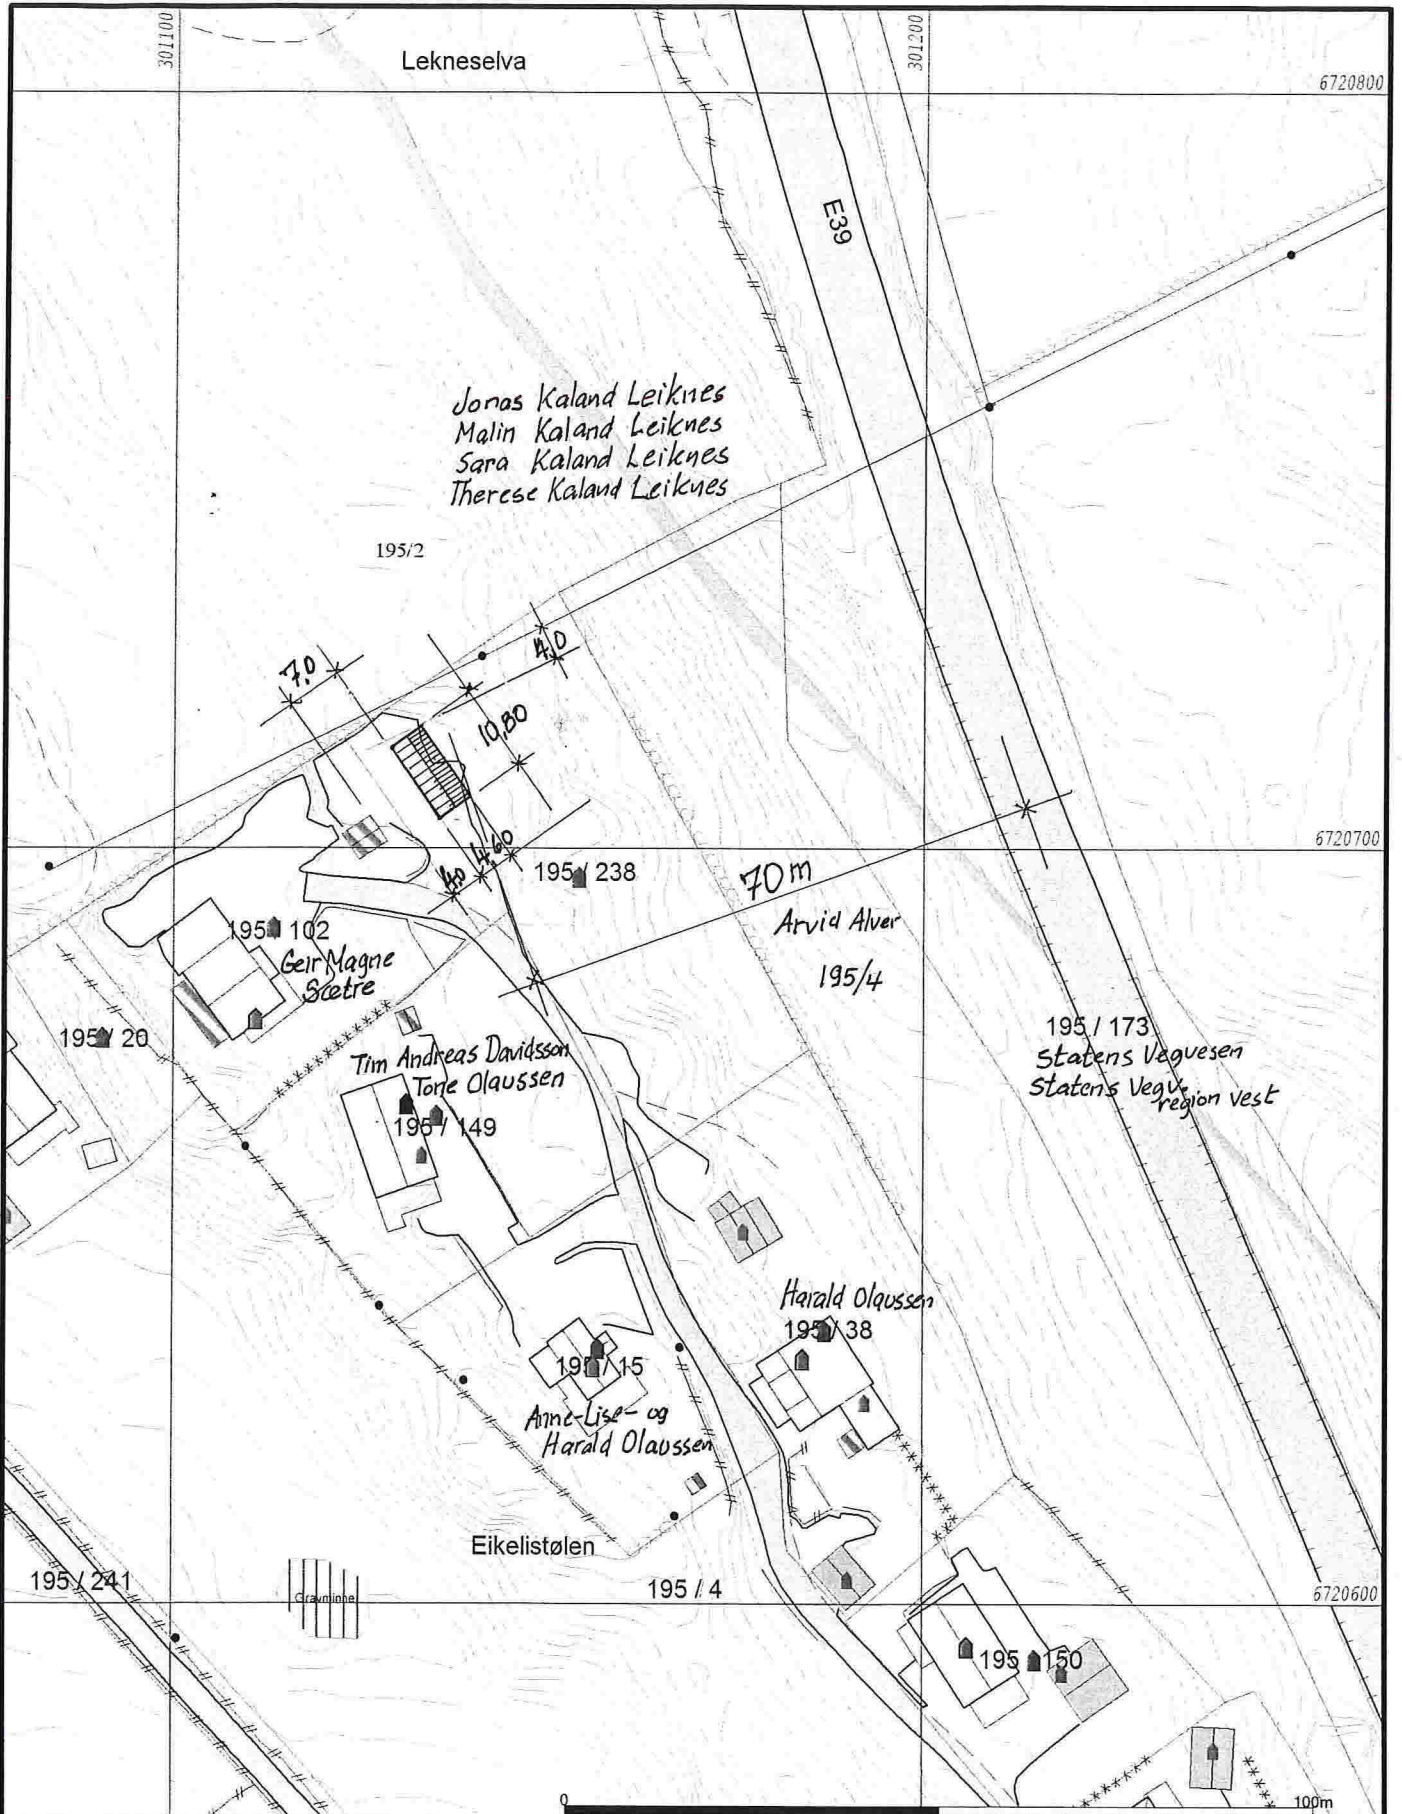 301100
Lekneselva
301200
6720800
E39
Jonas Kaland Leiknes
Malin Kaland Leiknes
Sara Kaland Leiknes
Therese Kaland Leiknes
195/2
7,0
4,0
10,80
6720700
4,0
4,60
195/238
70m
Arvid Alver
195/4
195/102
Geir Magne
Sætre
195/20
195/173
Statens Vegvesen
Statens Vegv.
region vest
Tim Andreas Davidsson
Tone Olaussen
195/149
Harald Olaussen
195/38
195/15
Anne-Lise- og
Harald Olaussen
Eikelistølen
195/241
Gravminne
195/4
6720600
195 150
0
100m